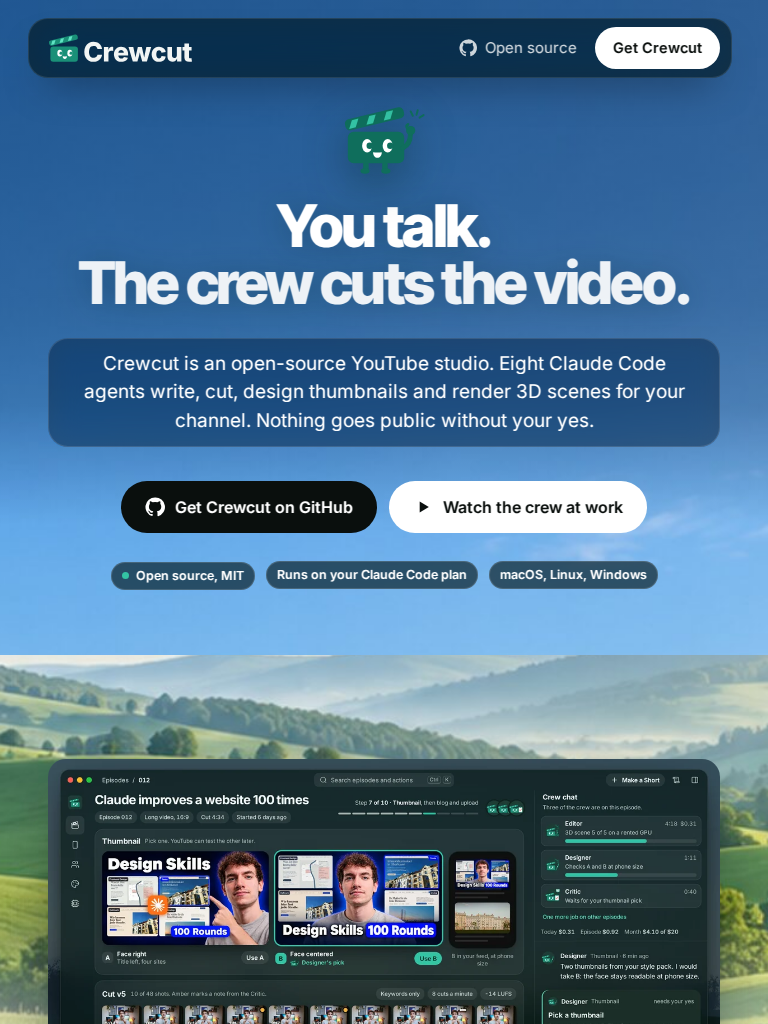 Crewcut
Open source
Get Crewcut
You talk.
The crew cuts the video.
Crewcut is an open-source YouTube studio. Eight Claude Code
agents write, cut, design thumbnails and render 3D scenes for your
channel. Nothing goes public without your yes.
Get Crewcut on GitHub
Watch the crew at work
Open source, MIT
Runs on your Claude Code plan
macOS, Linux, Windows
Episodes / 012
Search episodes and actions
Ctrl K
Make a Short
Claude improves a website 100 times
Step 7 of 10 · Thumbnail, then blog and upload
Episode 012
Long video, 16:9
Cut 4:34
Started 6 days ago
Thumbnail Pick one. YouTube can test the other later.
Design Skills
100 Rounds
Design Skills 100 Rounds
A
Face right
Title left, four sites
Use A
B
Face centered
Designer's pick
Use B
B in your feed, at phone
size
Cut v5 10 of 48 shots. Amber marks a note from the Critic.
Keywords only
8 cuts a minute
−14 LUFS
Crew chat
Three of the crew are on this episode.
Editor 4:18 $0.31
3D scene 5 of 5 on a rented GPU
Designer 1:11
Checks A and B at phone size
Critic 0:40
Waits for your thumbnail pick
One more job on other episodes
Today $0.31 Episode $0.92 Month $4.10 of $20
Designer Thumbnail · 6 min ago
Two thumbnails from your style pack. I would
take B: the face stays readable at phone size.
Designer Thumbnail needs your yes
Pick a thumbnail